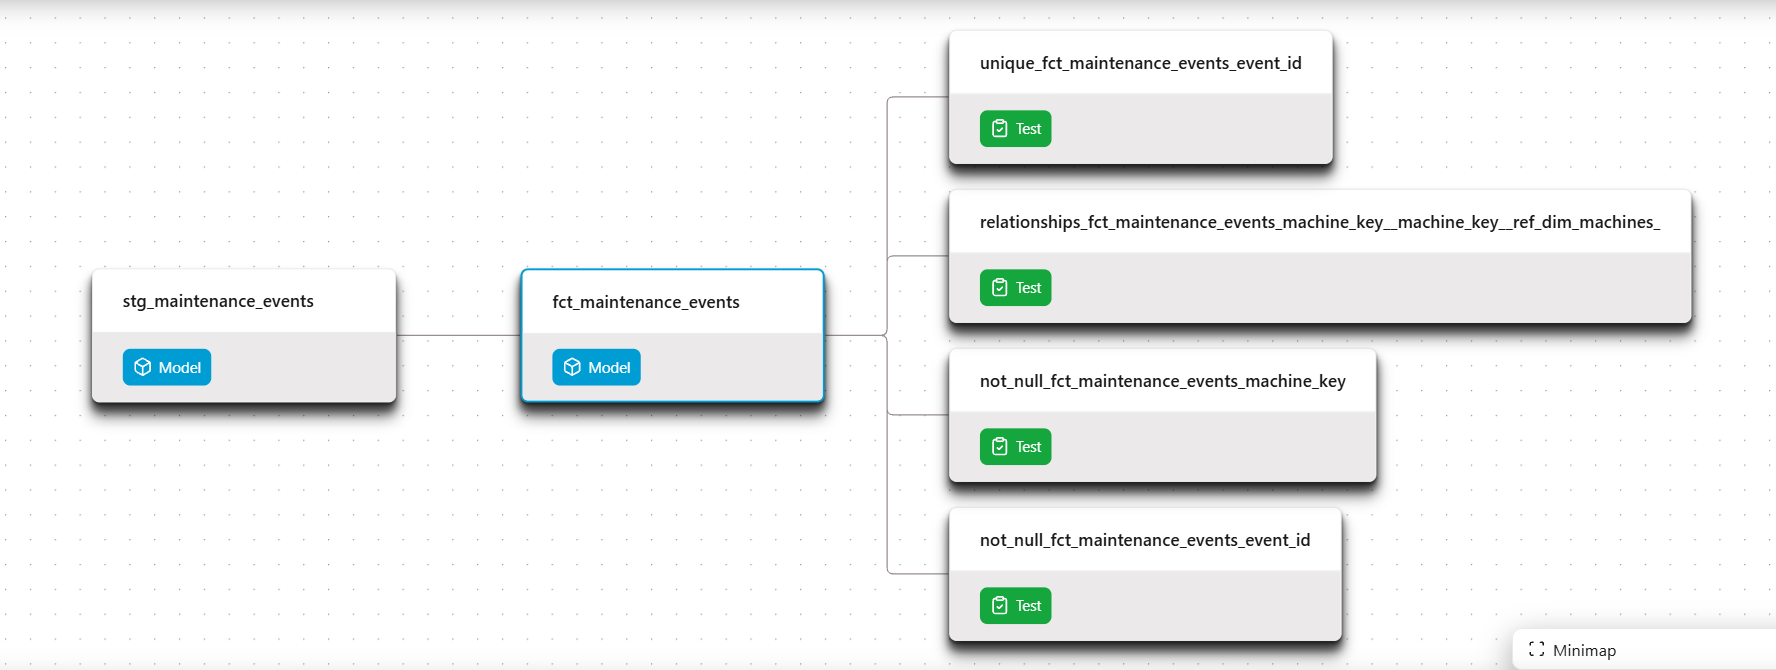 stg_maintenance_events
Model
fct_maintenance_events
Model
unique_fct_maintenance_events_event_id
Test
relationships_fct_maintenance_events_machine_key__machine_key__ref_dim_machines_
Test
not_null_fct_maintenance_events_machine_key
Test
not_null_fct_maintenance_events_event_id
Test
Minimap